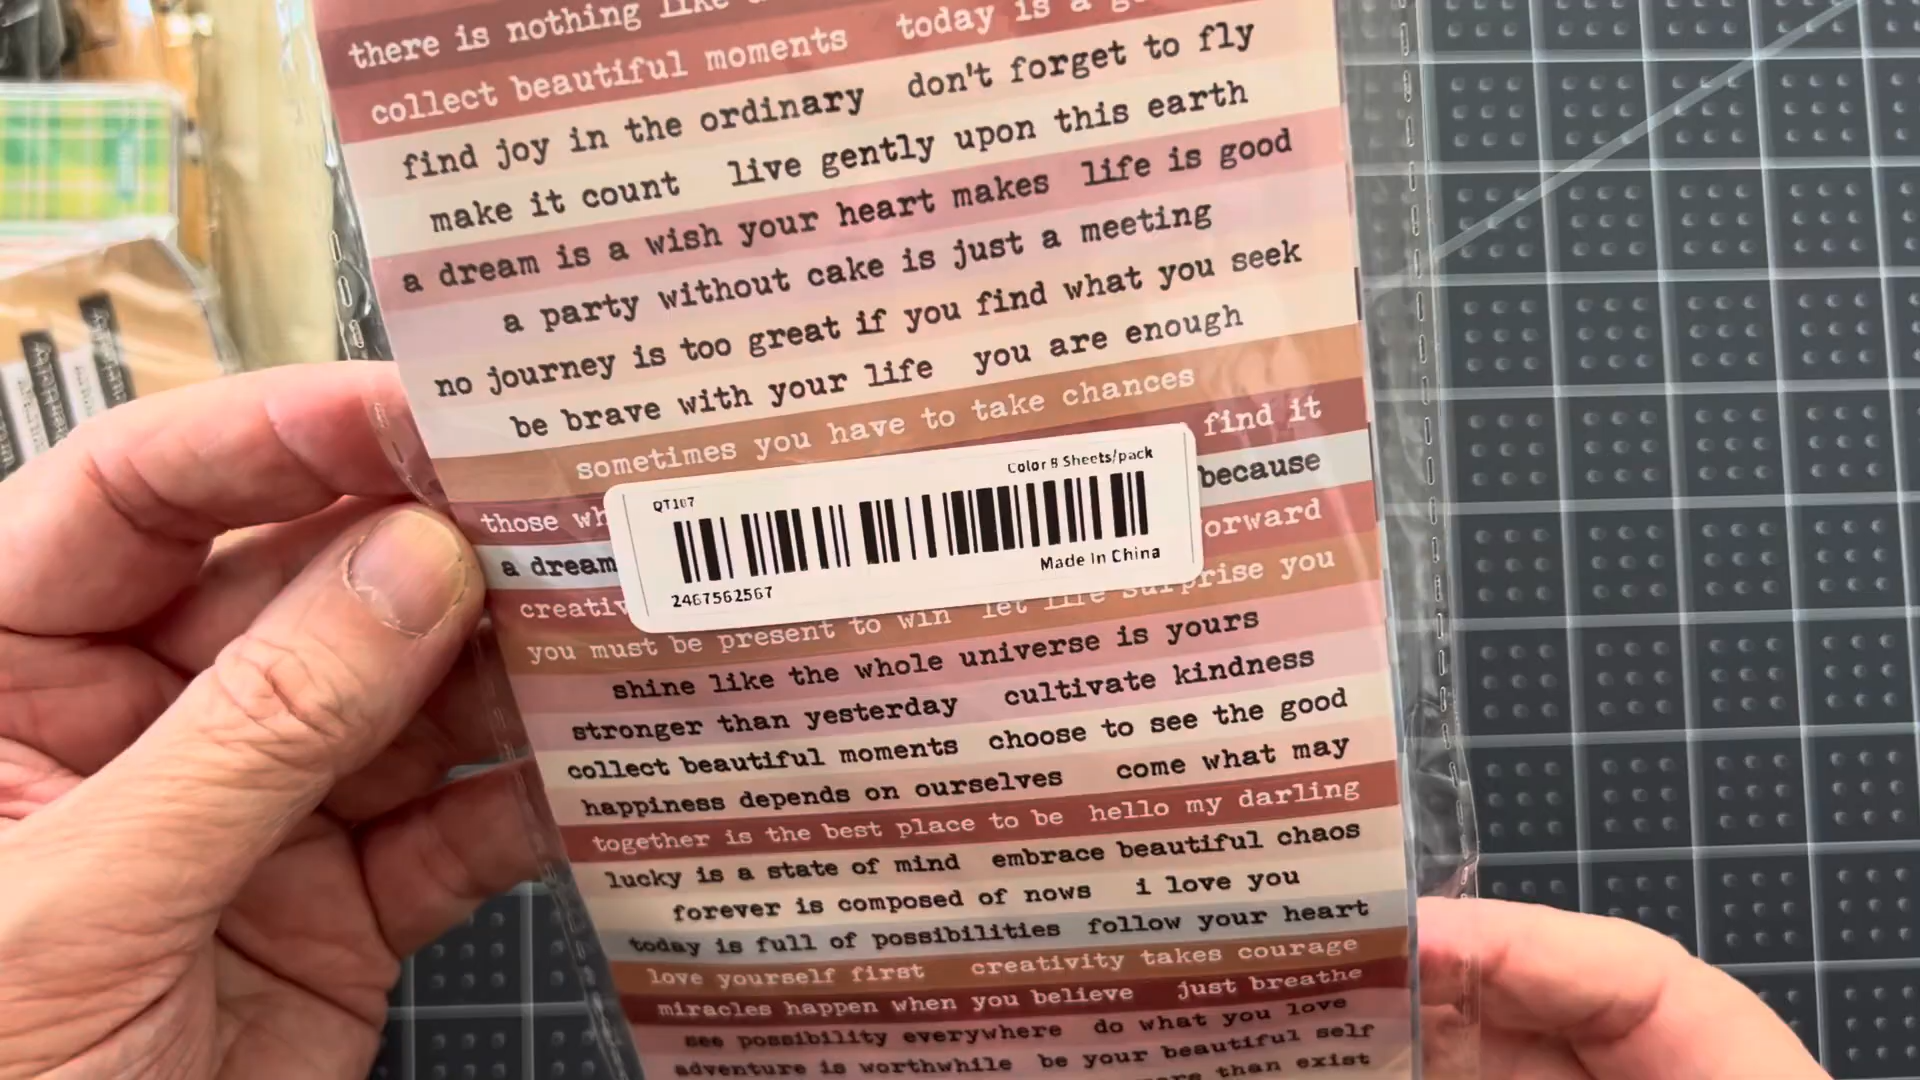 there is nothing like
collect beautiful moments today is a
find joy in the ordinary don't forget to fly
make it count live gently upon this earth
a dream is a wish your heart makes life is good
a party without cake is just a meeting
no journey is too great if you find what you seek
be brave with your life you are enough
sometimes you have to take chances
those find it
a dream because
QT167 Color 8 Sheets/pack
2467562567 Made In China
you must be present to win let life surprise you
shine like the whole universe is yours
stronger than yesterday cultivate kindness
collect beautiful moments choose to see the good
happiness depends on ourselves come what may
together is the best place to be hello my darling
lucky is a state of mind embrace beautiful chaos
forever is composed of nows i love you
today is full of possibilities follow your heart
love yourself first creativity takes courage
miracles happen when you believe just breathe
see possibility everywhere do what you love
adventure is worthwhile be your beautiful self
than exist